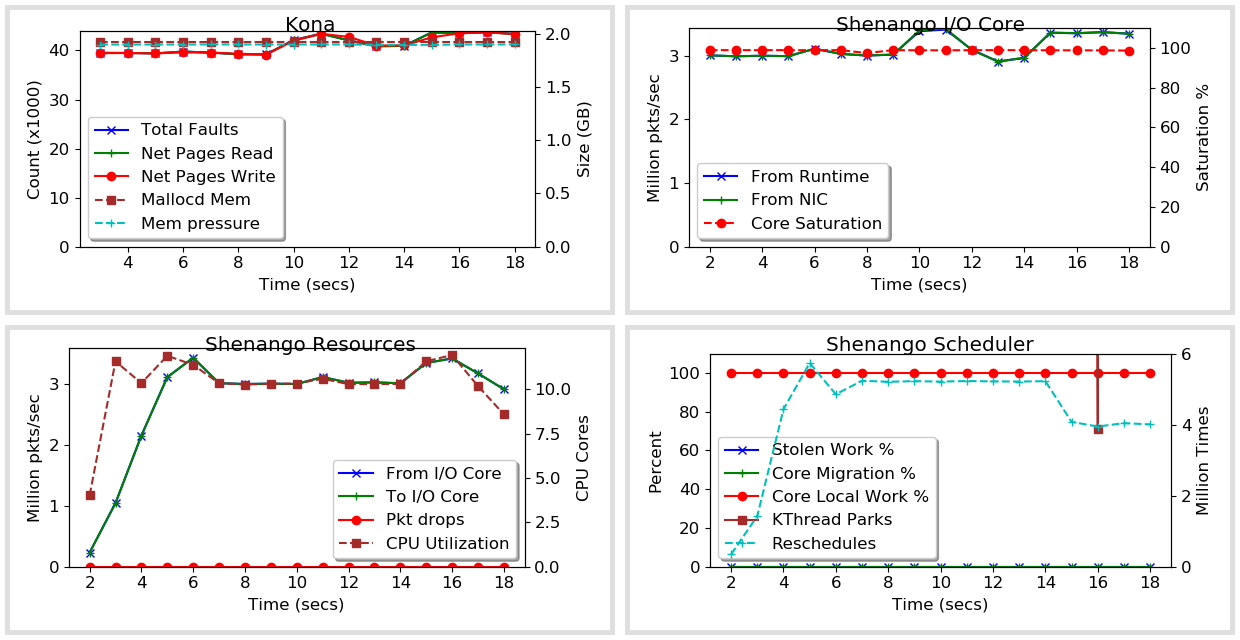 Kona
Count (x1000)
40
30
20
10
0
2.0
1.5
1.0
0.5
0.0
Size (GB)
Total Faults
Net Pages Read
Net Pages Write
Mallocd Mem
Mem pressure
4 6 8 10 12 14 16 18
Time (secs)
Shenango I/O Core
Million pkts/sec
3
2
1
0
100
80
60
40
20
0
Saturation %
From Runtime
From NIC
Core Saturation
2 4 6 8 10 12 14 16 18
Time (secs)
Shenango Resources
Million pkts/sec
3
2
1
0
10.0
7.5
5.0
2.5
0.0
CPU Cores
From I/O Core
To I/O Core
Pkt drops
CPU Utilization
2 4 6 8 10 12 14 16 18
Time (secs)
Shenango Scheduler
Percent
100
80
60
40
20
0
6
4
2
0
Million Times
Stolen Work %
Core Migration %
Core Local Work %
KThread Parks
Reschedules
2 4 6 8 10 12 14 16 18
Time (secs)